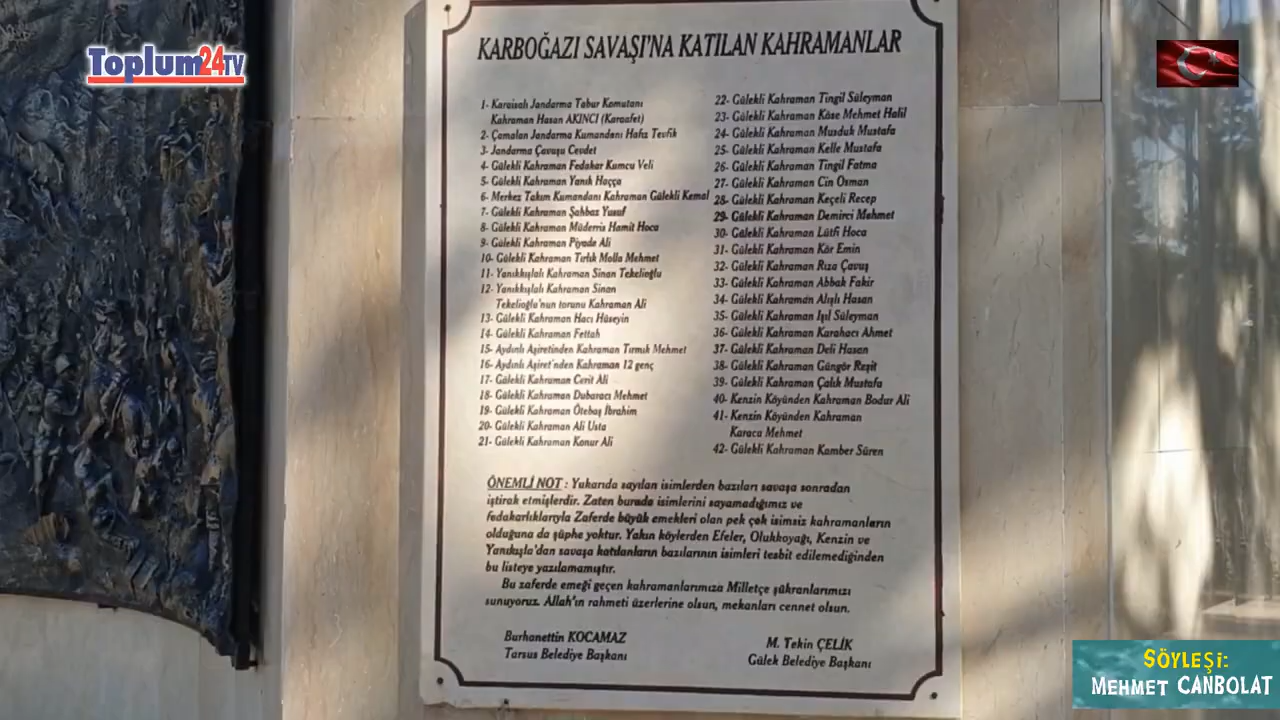 Toplum24TV
KARBOĞAZI SAVAŞI'NA KATILAN KAHRAMANLAR
1- Karaisalı Jandarma Tabur Komutanı
Kahraman Hasan AKINCI (Karaafet)
2- Çamalan Jandarma Kumandanı Hafız Tevfik
3- Jandarma Çavuşu Cevdet
4- Gülekli Kahraman Fedakar Kumcu Veli
5- Gülekli Kahraman Yanık Haçça
6- Merkez Takım Kumandanı Kahraman Gülekli Kemal
7- Gülekli Kahraman Şahbaz Yusuf
8- Gülekli Kahraman Müderris Hamit Hoca
9- Gülekli Kahraman Piyade Ali
10- Gülekli Kahraman Tırlık Molla Mehmet
11- Yanıkkışlalı Kahraman Sinan Tekelioğlu
12- Yanıkkışlalı Kahraman Sinan
Tekelioğlu'nun torunu Kahraman Ali
13- Gülekli Kahraman Hacı Hüseyin
14- Gülekli Kahraman Fettah
15- Aydınlı Aşiretinden Kahraman Tırmık Mehmet
16- Aydınlı Aşiret'nden Kahraman 12 genç
17- Gülekli Kahraman Cerit Ali
18- Gülekli Kahraman Dubaracı Mehmet
19- Gülekli Kahraman Ötebaş İbrahim
20- Gülekli Kahraman Ali Usta
21- Gülekli Kahraman Konur Ali
22- Gülekli Kahraman Tingil Süleyman
23- Gülekli Kahraman Köse Mehmet Halil
24- Gülekli Kahraman Musduk Mustafa
25- Gülekli Kahraman Kelle Mustafa
26- Gülekli Kahraman Tingil Fatma
27- Gülekli Kahraman Cin Osman
28- Gülekli Kahraman Keçeli Recep
29- Gülekli Kahraman Demirci Mehmet
30- Gülekli Kahraman Lütfi Hoca
31- Gülekli Kahraman Kör Emin
32- Gülekli Kahraman Rıza Çavuş
33- Gülekli Kahraman Abbak Fakir
34- Gülekli Kahraman Alışlı Hasan
35- Gülekli Kahraman Işıl Süleyman
36- Gülekli Kahraman Karahacı Ahmet
37- Gülekli Kahraman Deli Hasan
38- Gülekli Kahraman Güngör Reşit
39- Gülekli Kahraman Çalık Mustafa
40- Kenzin Köyünden Kahraman Bodur Ali
41- Kenzin Köyünden Kahraman
Karaca Mehmet
42- Gülekli Kahraman Kamber Süren
ÖNEMLİ NOT : Yukarıda sayılan isimlerden bazıları savaşa sonradan
iştirak etmişlerdir. Zaten burada isimlerini sayamadığımız ve
fedakarlıklarıyla Zaferde büyük emekleri olan pek çok isimsiz kahramanların
olduğuna da şüphe yoktur. Yakın köylerden Efeler, Olukkoyağı, Kenzin ve
Yanıkışla'dan savaşa katılanların bazılarının isimleri tesbit edilemediğinden
bu listeye yazılamamıştır.
Bu zaferde emeği geçen kahramanlarımıza Milletçe şükranlarımızı
sunuyoruz. Allah'ın rahmeti üzerlerine olsun, mekanları cennet olsun.
Burhanettin KOCAMAZ
Tarsus Belediye Başkanı
M. Tekin ÇELİK
Gülek Belediye Başkanı
SÖYLEŞİ:
MEHMET CANBOLAT